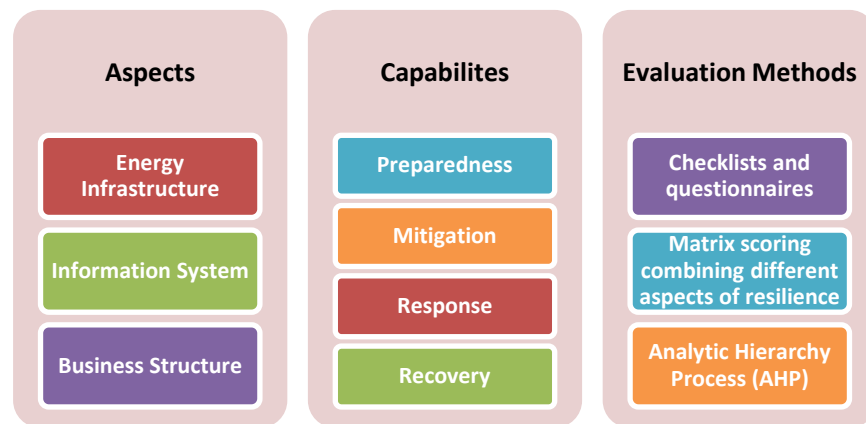 Aspects
Energy
Infrastructure
Information System
Business Structure
Capabilites
Preparedness
Mitigation
Response
Recovery
Evaluation Methods
Checklists and
questionnaires
Matrix scoring
combining different
aspects of resilience
Analytic Hierarchy
Process (AHP)